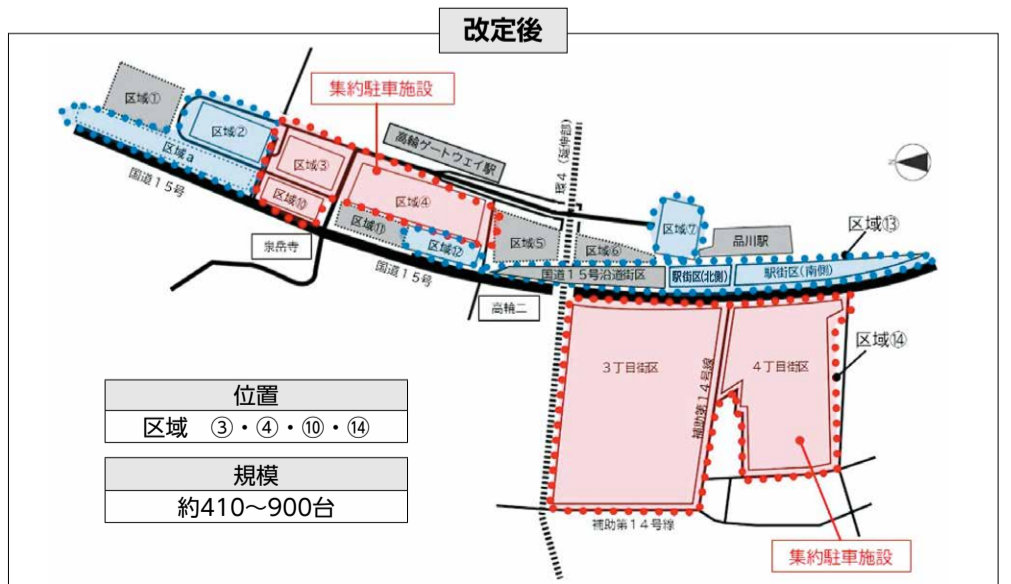 改定後
集約駐車施設
区域①
区域②
区域a
国道15号
区域③
区域⑩
高輪ゲートウェイ駅
環4（延伸部）
区域④
区域⑪
区域⑫
泉岳寺
国道15号
区域⑤
区域⑥
区域⑦
品川駅
区域⑬
国道15号沿道街区
駅街区(北側)
駅街区(南側)
高輪二
3丁目街区
補助第14号線
4丁目街区
区域⑭
位置
区域　③・④・⑩・⑭
規模
約410～900台
補助第14号線
集約駐車施設